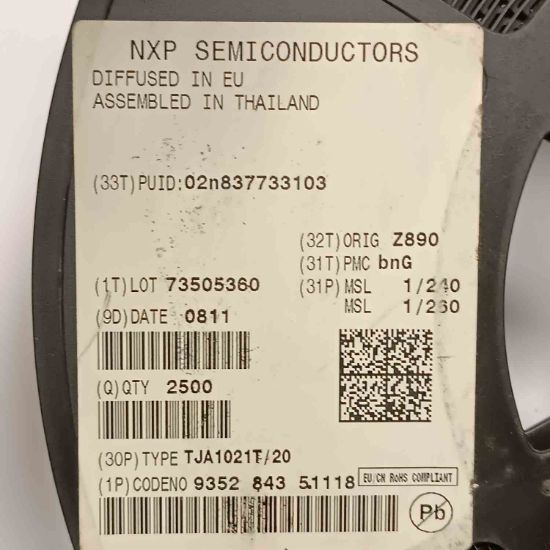 NXP SEMICONDUCTORS
DIFFUSED IN EU
ASSEMBLED IN THAILAND
(33T)PUID:02n837733103
(32T)ORIG Z890
(31T)PMC bnG
(1T)LOT 73505360 (31P)MSL 1/240
MSL 1/260
(9D)DATE 0811
(Q)QTY 2500
(30P)TYPE TJA1021T/20
(1P)CODENO 9352 843 51118 EU/CN RoHS COMPLIANT
Pb